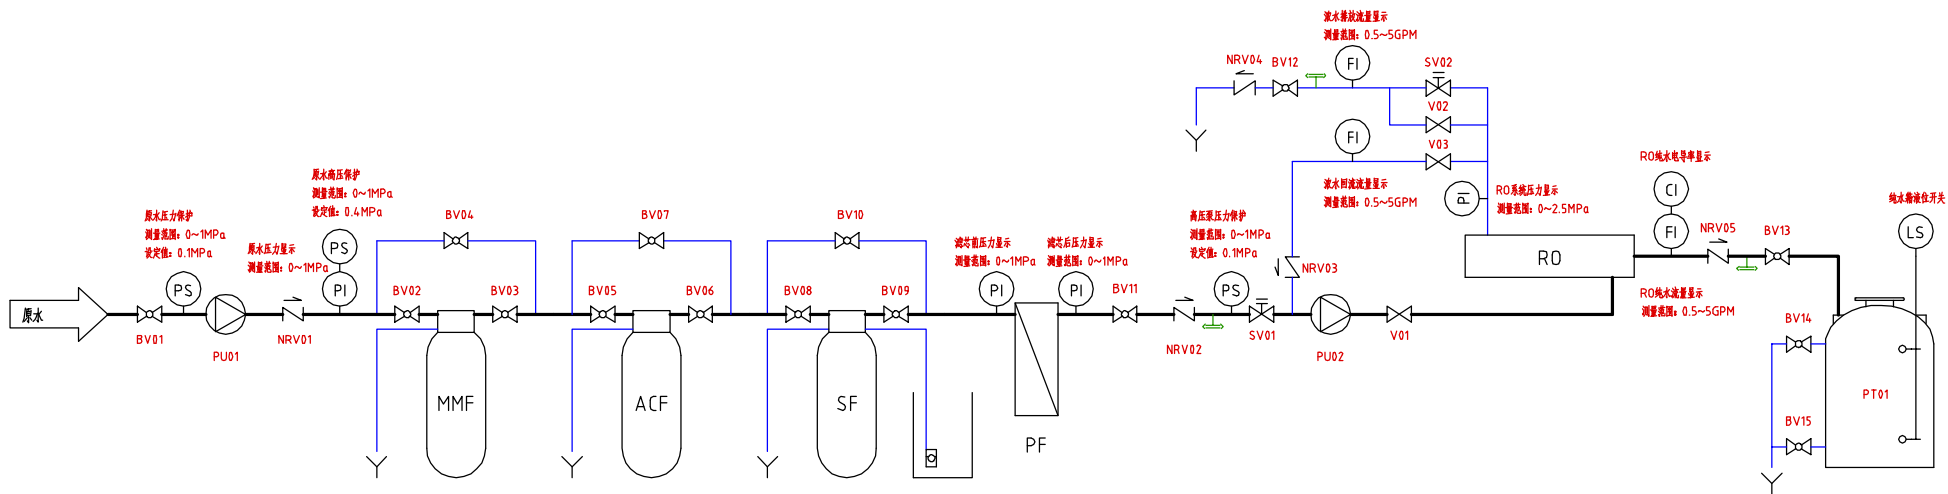 原水
BV01
原水压力保护
测量范围: 0~1MPa
设定值: 0.1MPa
PS
PU01
原水压力显示
测量范围: 0~1MPa
NRV01
原水高压保护
测量范围: 0~1MPa
设定值: 0.4MPa
PS
PI
BV04
BV02
BV03
MMF
BV07
BV05
BV06
ACF
BV10
BV08
BV09
SF
滤芯前压力显示
测量范围: 0~1MPa
PI
PF
滤芯后压力显示
测量范围: 0~1MPa
PI
BV11
NRV02
高压泵压力保护
测量范围: 0~1MPa
设定值: 0.1MPa
PS
SV01
NRV03
PU02
V01
NRV04
BV12
浓水排放流量显示
测量范围: 0.5~5GPM
FI
SV02
V02
V03
FI
浓水回流流量显示
测量范围: 0.5~5GPM
PI
RO系统压力显示
测量范围: 0~2.5MPa
RO
RO纯水电导率显示
CI
FI
RO纯水流量显示
测量范围: 0.5~5GPM
NRV05
BV13
纯水箱液位开关
LS
BV14
BV15
PT01